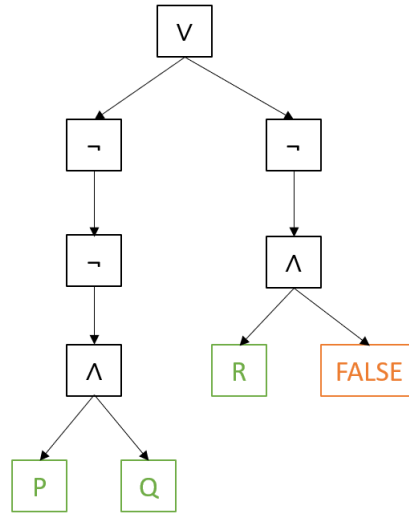 ∨
¬ ¬
¬ ∧
∧ R FALSE
P Q